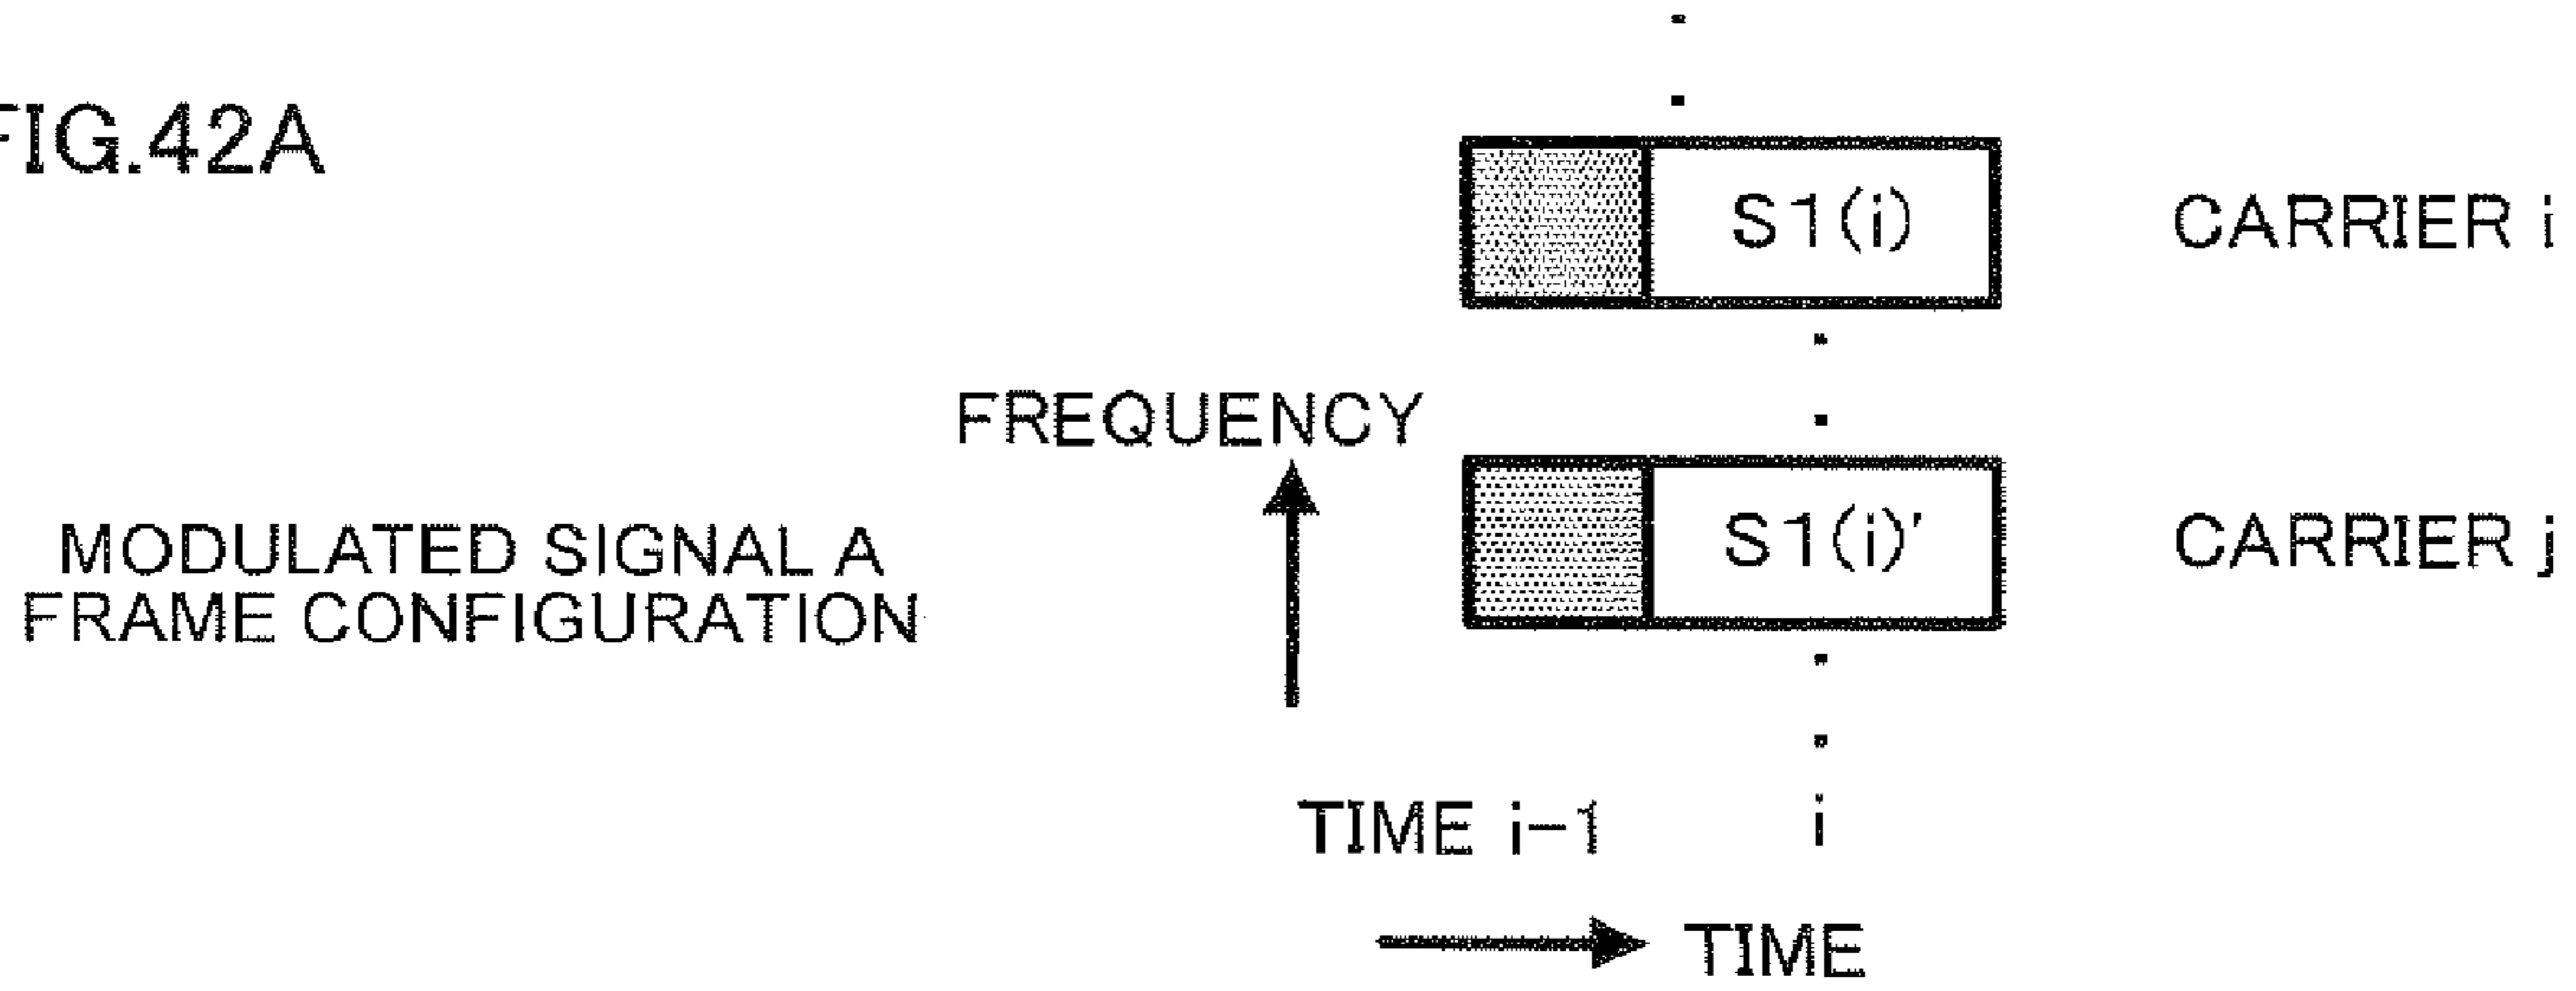 FIG.42A
S1(i)
CARRIER i
FREQUENCY
MODULATED SIGNAL A
FRAME CONFIGURATION
S1(i)'
CARRIER j
TIME i-1
i
TIME